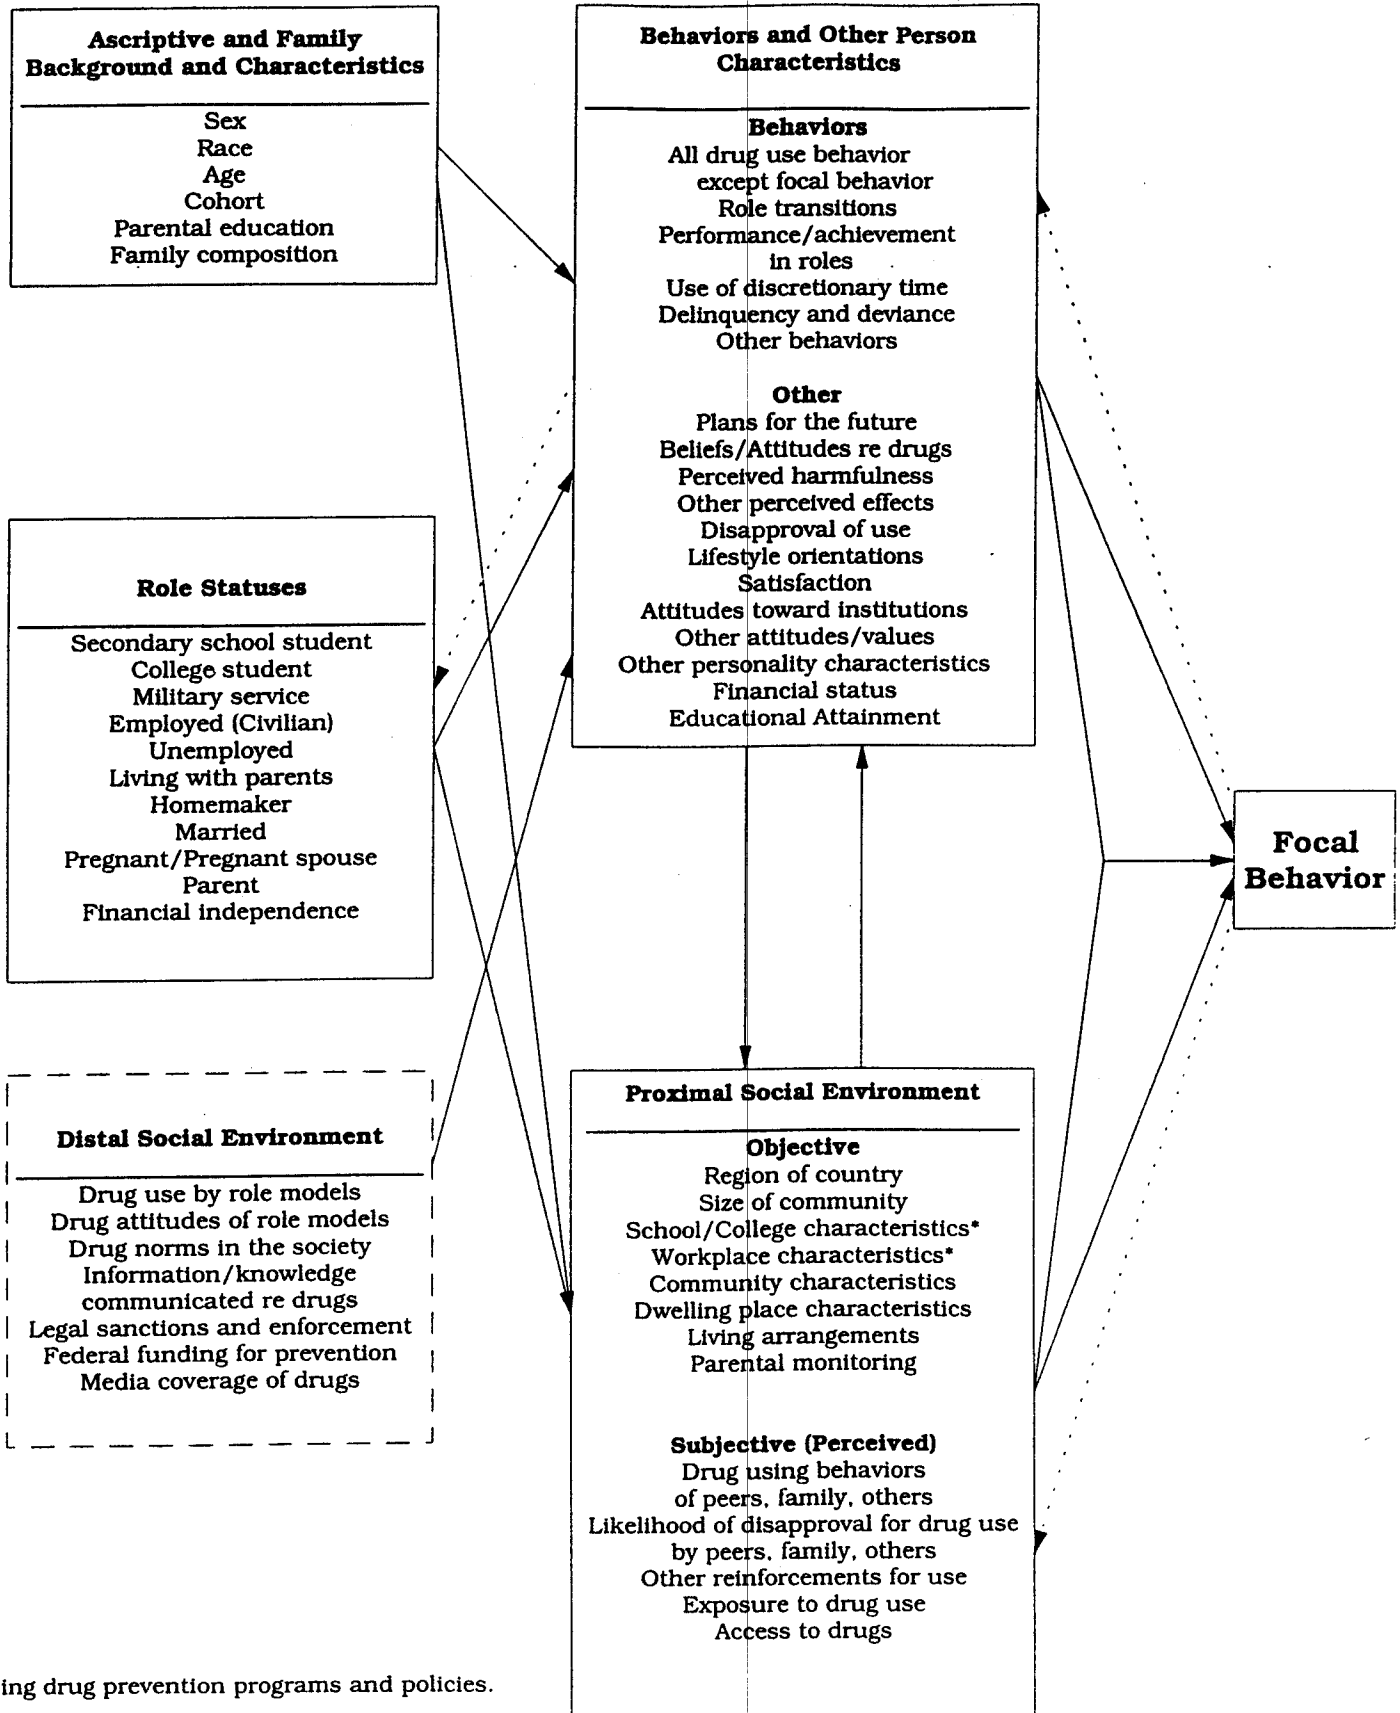 Ascriptive and Family
Background and Characteristics
Sex
Race
Age
Cohort
Parental education
Family composition
Role Statuses
Secondary school student
College student
Military service
Employed (Civilian)
Unemployed
Living with parents
Homemaker
Married
Pregnant/Pregnant spouse
Parent
Financial independence
Distal Social Environment
Drug use by role models
Drug attitudes of role models
Drug norms in the society
Information/knowledge
communicated re drugs
Legal sanctions and enforcement
Federal funding for prevention
Media coverage of drugs
Behaviors and Other Person
Characteristics
Behaviors
All drug use behavior
except focal behavior
Role transitions
Performance/achievement
in roles
Use of discretionary time
Delinquency and deviance
Other behaviors
Other
Plans for the future
Beliefs/Attitudes re drugs
Perceived harmfulness
Other perceived effects
Disapproval of use
Lifestyle orientations
Satisfaction
Attitudes toward institutions
Other attitudes/values
Other personality characteristics
Financial status
Educational Attainment
Proximal Social Environment
Objective
Region of country
Size of community
School/College characteristics*
Workplace characteristics*
Community characteristics
Dwelling place characteristics
Living arrangements
Parental monitoring
Subjective (Perceived)
Drug using behaviors
of peers, family, others
Likelihood of disapproval for drug use
by peers, family, others
Other reinforcements for use
Exposure to drug use
Access to drugs
Focal
Behavior
ing drug prevention programs and policies.